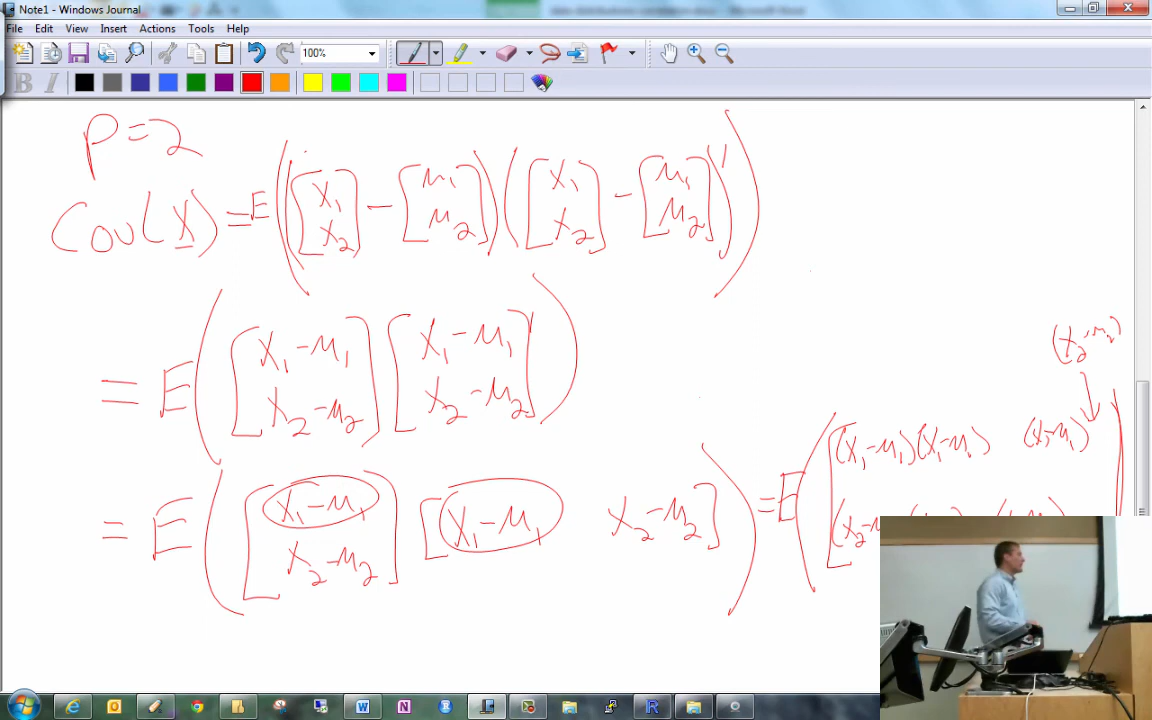 Note1 - Windows Journal
File Edit View Insert Actions Tools Help
100%
P=2
Cov(X) = E(([X₁ X₂] - [μ₁ μ₂])([X₁ X₂] - [μ₁ μ₂])')
= E([X₁-μ₁ X₂-μ₂][X₁-μ₁ X₂-μ₂]')
(X₂-μ₂)
= E([X₁-μ₁ X₂-μ₂][X₁-μ₁ X₂-μ₂]) = E([(X₁-μ₁)(X₁-μ₁) (X₁-μ₁)
(X₂-μ